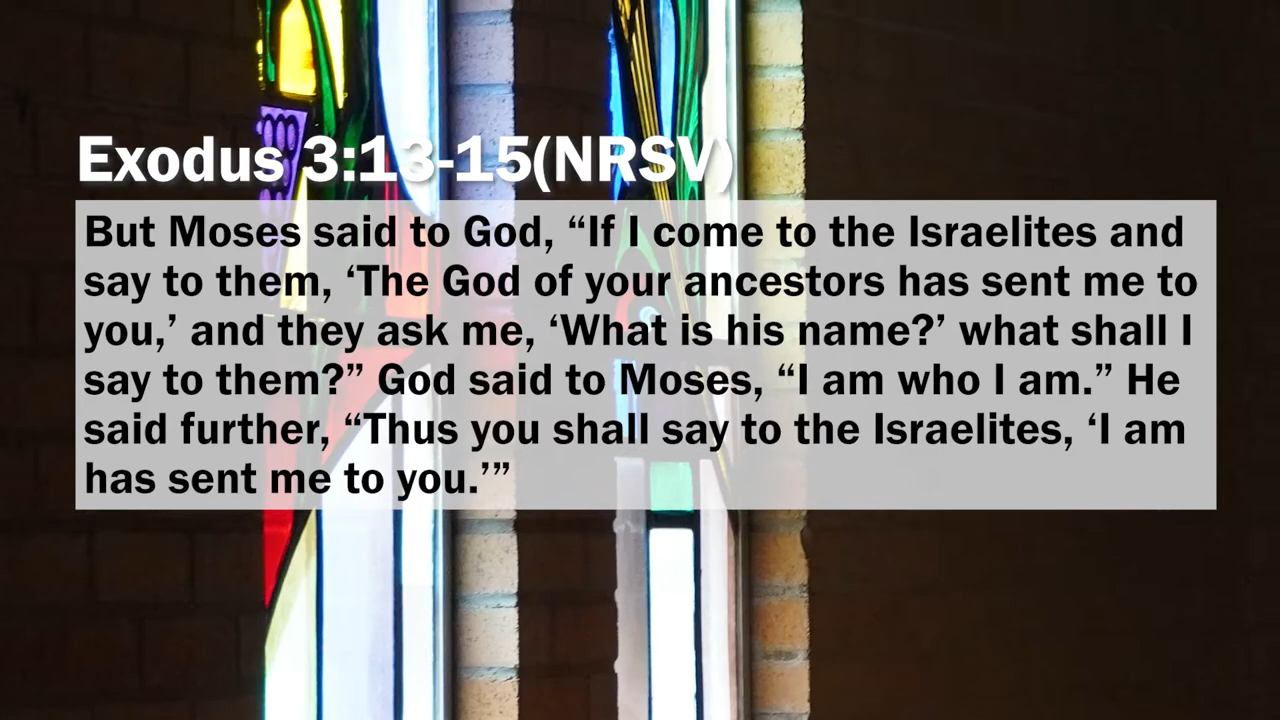 Exodus 3:13-15(NRSV)
But Moses said to God, “If I come to the Israelites and
say to them, ‘The God of your ancestors has sent me to
you,’ and they ask me, ‘What is his name?’ what shall I
say to them?” God said to Moses, “I am who I am.” He
said further, “Thus you shall say to the Israelites, ‘I am
has sent me to you.’”